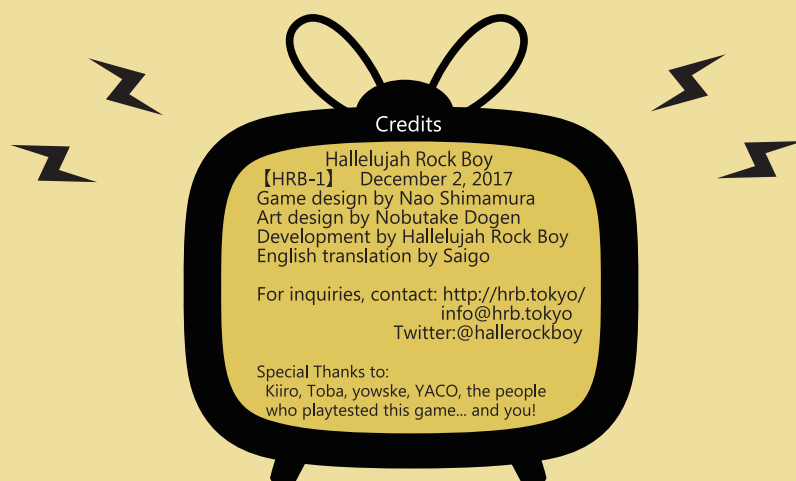 Credits
Hallelujah Rock Boy
【HRB-1】 December 2, 2017
Game design by Nao Shimamura
Art design by Nobutake Dogen
Development by Hallelujah Rock Boy
English translation by Saigo
For inquiries, contact: http://hrb.tokyo/
info@hrb.tokyo
Twitter:@hallerockboy
Special Thanks to:
Kiiro, Toba, yowske, YACO, the people
who playtested this game... and you!